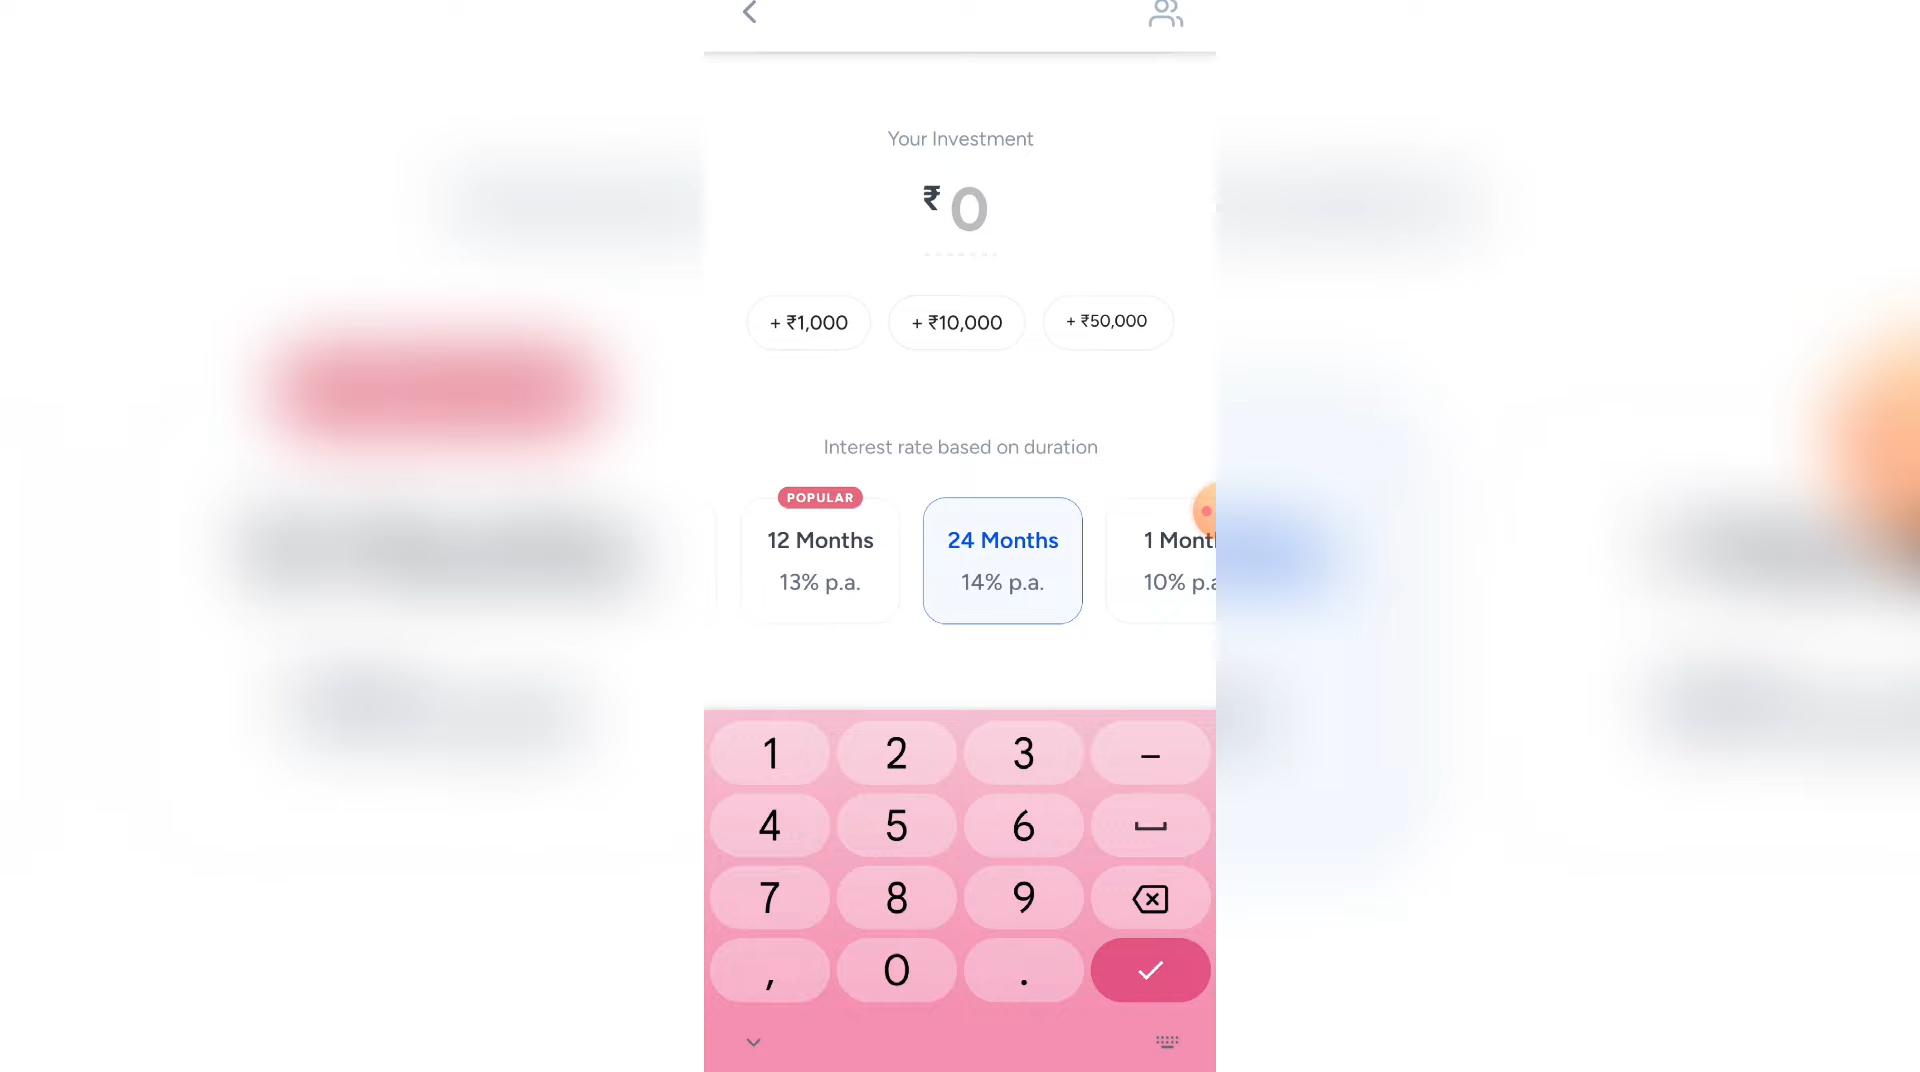 Your Investment
₹ 0
+ ₹1,000 + ₹10,000 + ₹50,000
Interest rate based on duration
POPULAR
12 Months 24 Months 1 Mont
13% p.a. 14% p.a. 10% p.a
1 2 3 –
4 5 6
7 8 9
, 0 .